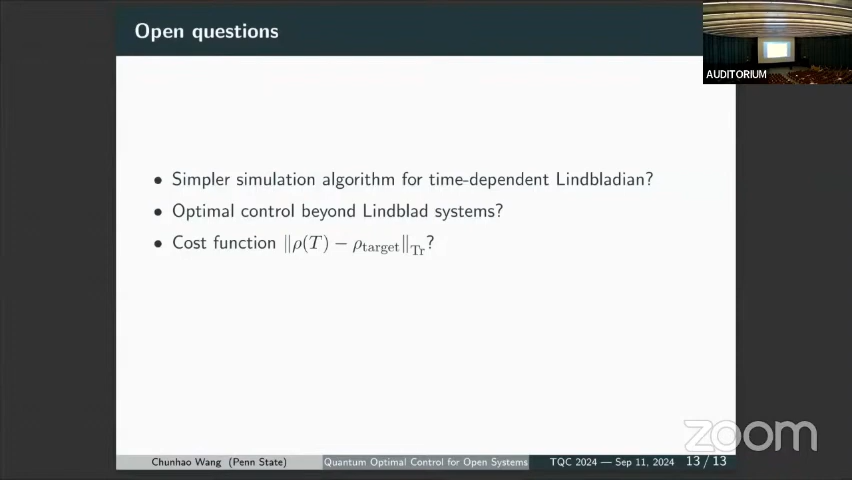 Open questions
AUDITORIUM
• Simpler simulation algorithm for time-dependent Lindbladian?
• Optimal control beyond Lindblad systems?
• Cost function ‖ρ(T) − ρ_target‖_Tr?
zoom
Chunhao Wang (Penn State) Quantum Optimal Control for Open Systems TQC 2024 — Sep 11, 2024 13 / 13